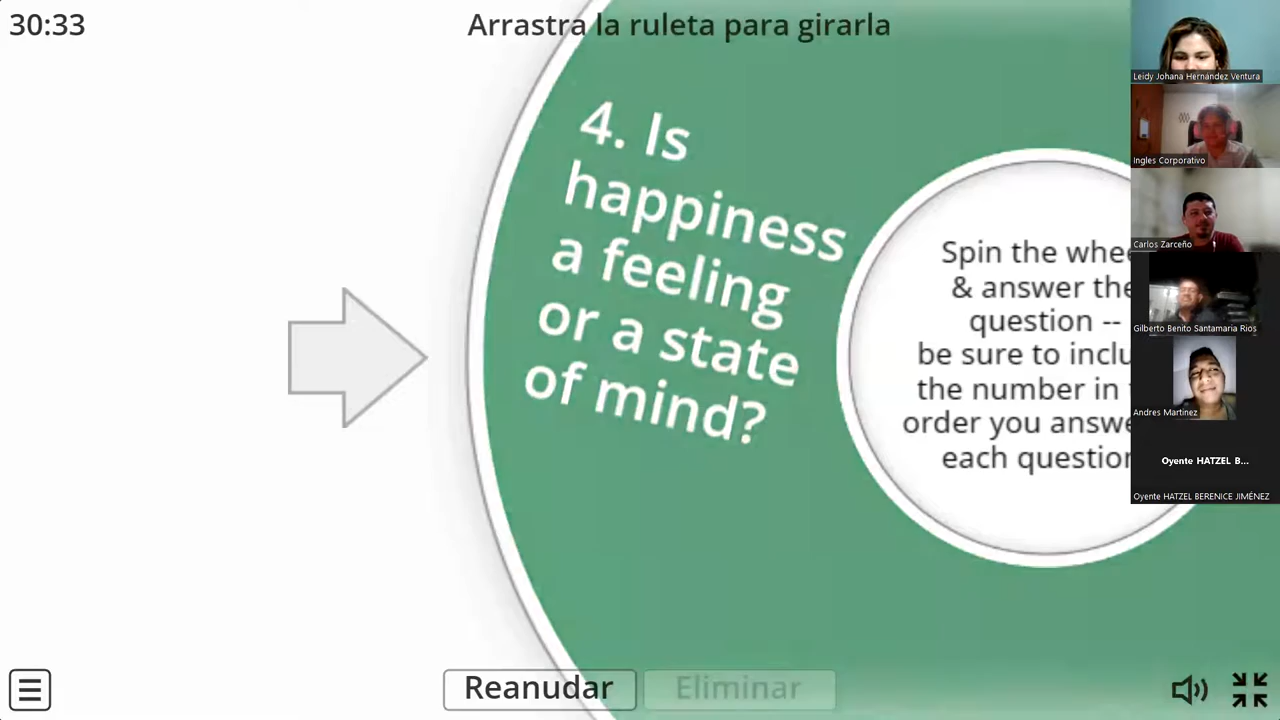 30:33
Arrastra la ruleta para girarla
4. Is
happiness
a feeling
or a state
of mind?
Spin the whee
& answer the
question --
be sure to inclu
the number in
order you answe
each question
Leidy Johana Hernández Ventura
Ingles Corporativo
Carlos Zarceño
Gilberto Benito Santamaria Rios
Andres Martinez
Oyente HATZEL B...
Oyente HATZEL BERENICE JIMÉNEZ
Reanudar
Eliminar